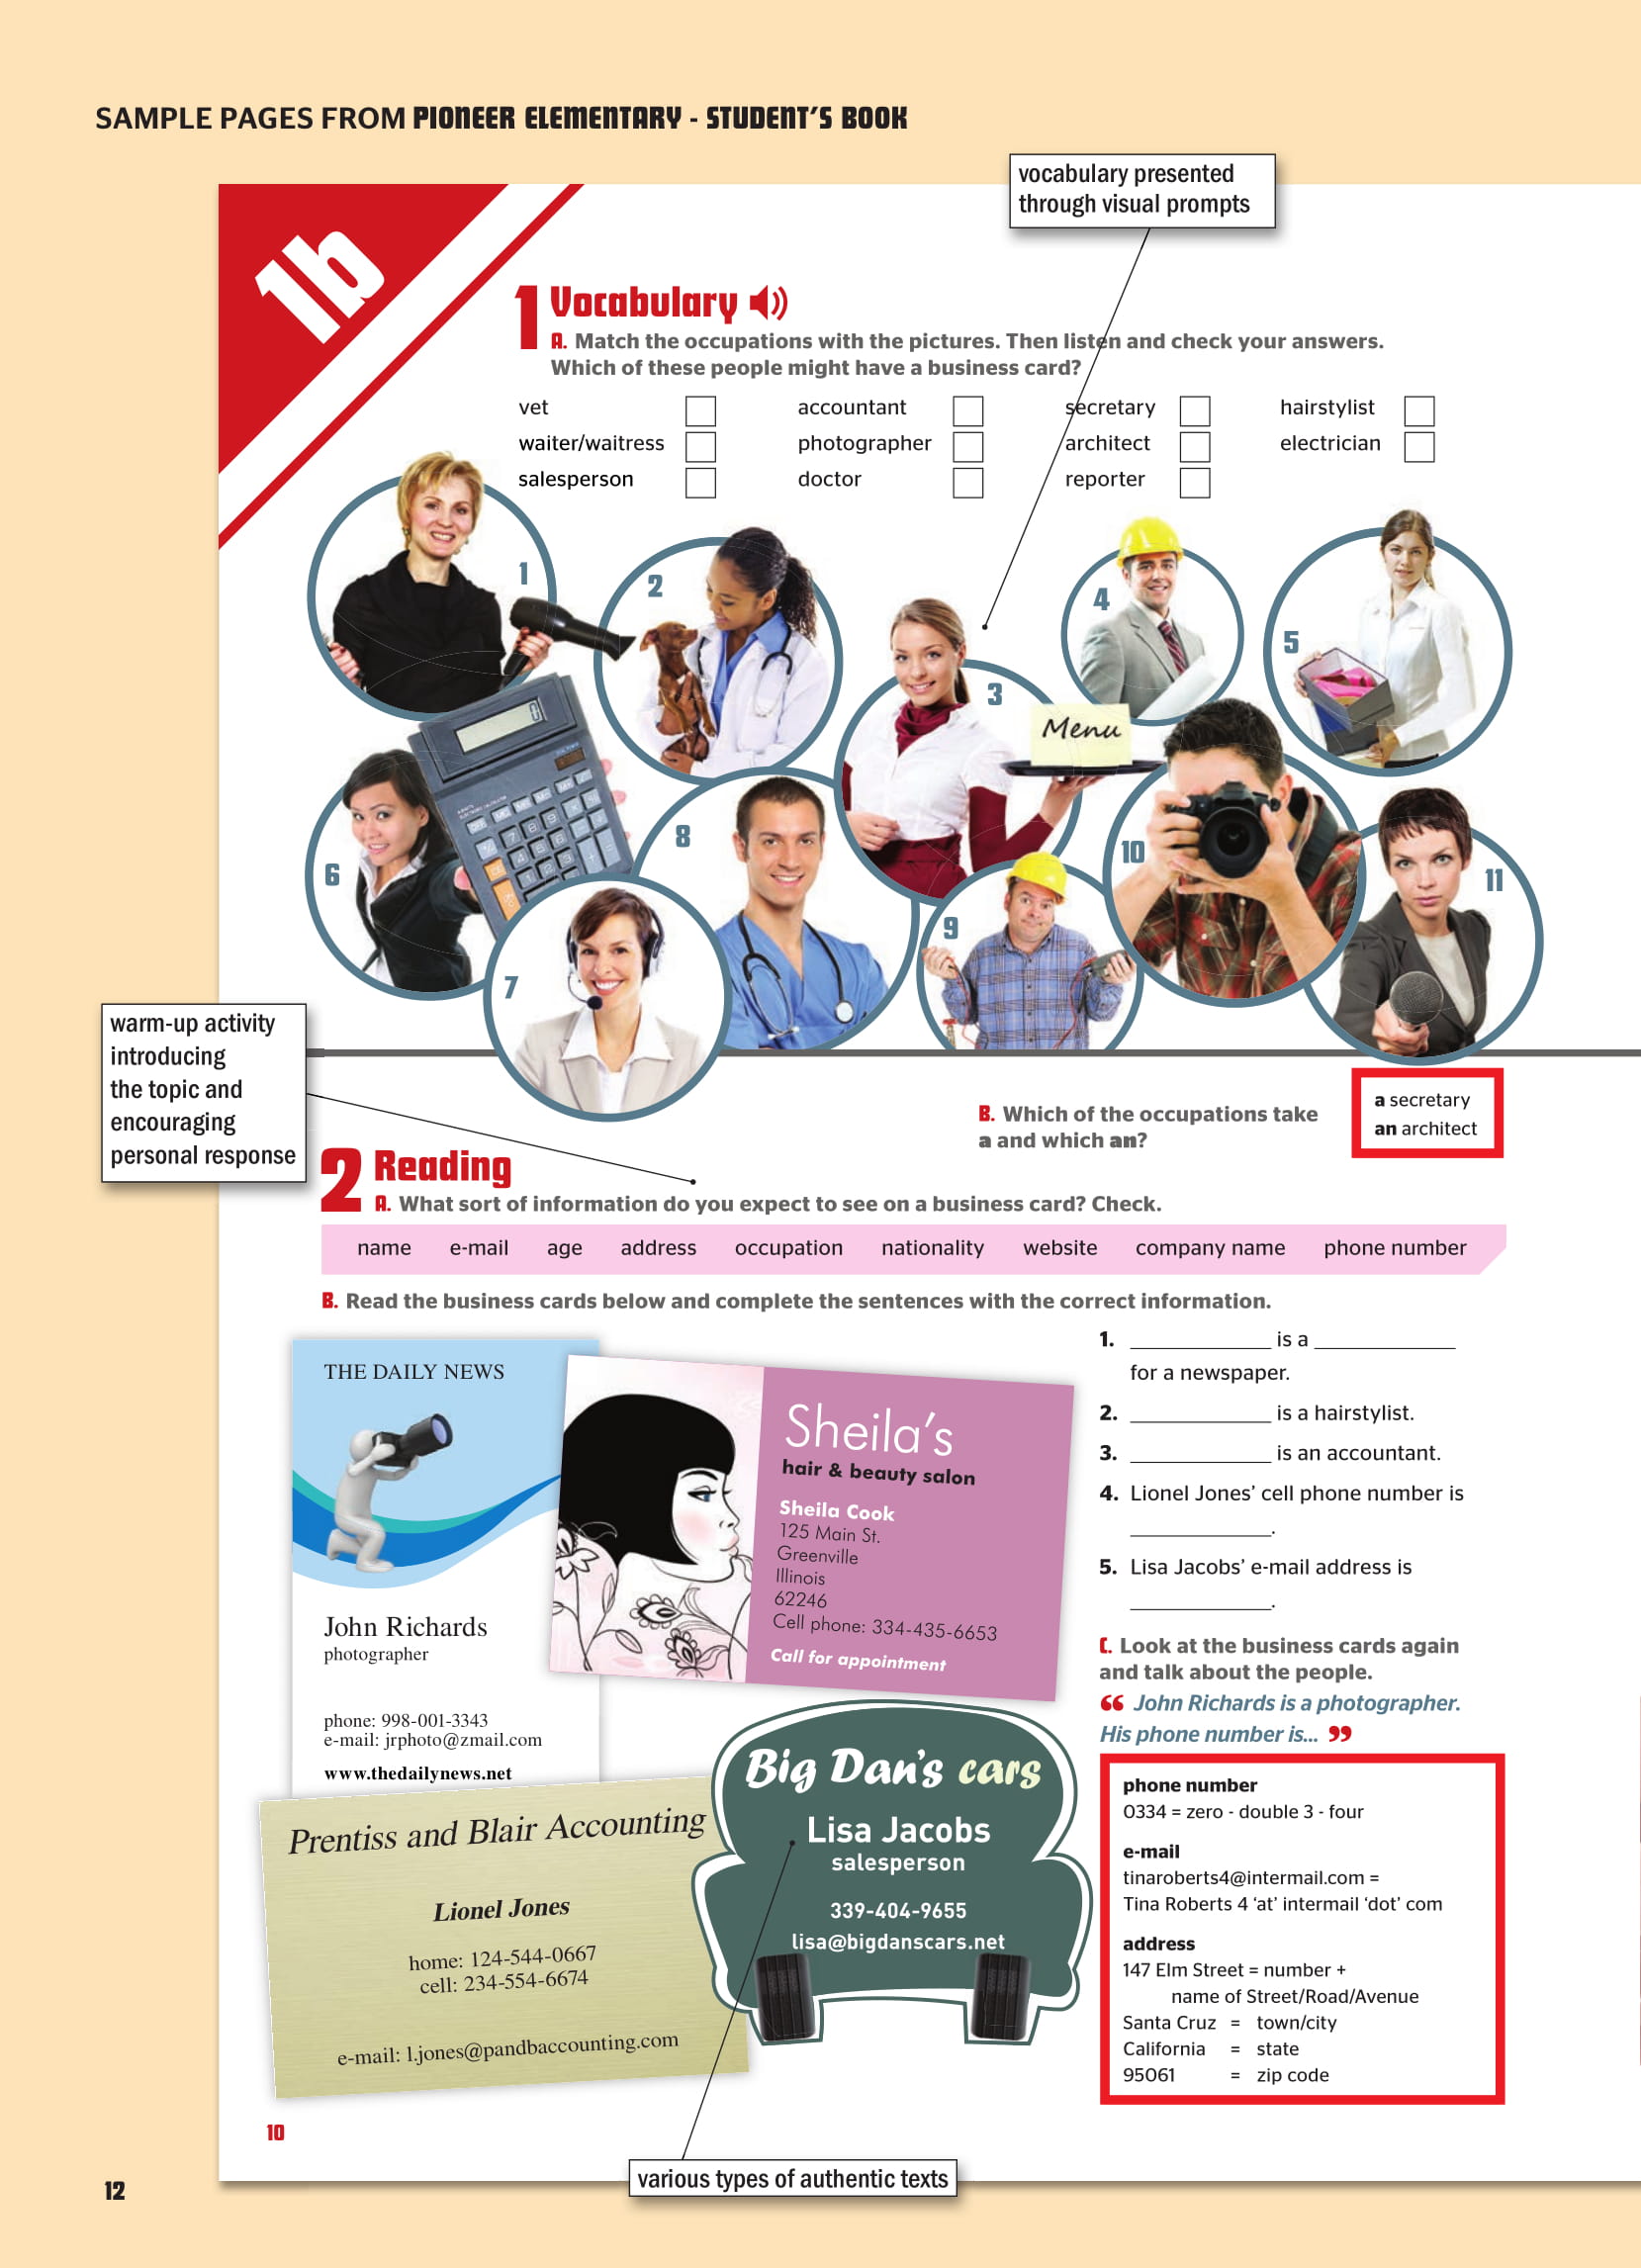 SAMPLE PAGES FROM PIONEER ELEMENTARY - STUDENT'S BOOK
vocabulary presented
through visual prompts
1b
1 Vocabulary
A. Match the occupations with the pictures. Then listen and check your answers.
Which of these people might have a business card?
vet accountant secretary hairstylist
waiter/waitress photographer architect electrician
salesperson doctor reporter
1
2
3
4
5
Menu
6
7
8
9
10
11
warm-up activity
introducing
the topic and
encouraging
personal response
B. Which of the occupations take
a and which an?
a secretary
an architect
2 Reading
A. What sort of information do you expect to see on a business card? Check.
name e-mail age address occupation nationality website company name phone number
B. Read the business cards below and complete the sentences with the correct information.
THE DAILY NEWS
John Richards
photographer
phone: 998-001-3343
e-mail: jrphoto@zmail.com
www.thedailynews.net
Sheila's
hair & beauty salon
Sheila Cook
125 Main St.
Greenville
Illinois
62246
Cell phone: 334-435-6653
Call for appointment
Prentiss and Blair Accounting
Lionel Jones
home: 124-544-0667
cell: 234-554-6674
e-mail: l.jones@pandbaccounting.com
Big Dan's cars
Lisa Jacobs
salesperson
339-404-9655
lisa@bigdanscars.net
1. ____________ is a ____________
for a newspaper.
2. ____________ is a hairstylist.
3. ____________ is an accountant.
4. Lionel Jones' cell phone number is
____________.
5. Lisa Jacobs' e-mail address is
____________.
C. Look at the business cards again
and talk about the people.
“ John Richards is a photographer.
His phone number is... ”
phone number
0334 = zero - double 3 - four
e-mail
tinaroberts4@intermail.com =
Tina Roberts 4 ‘at’ intermail ‘dot’ com
address
147 Elm Street = number +
name of Street/Road/Avenue
Santa Cruz = town/city
California = state
95061 = zip code
10
various types of authentic texts
12